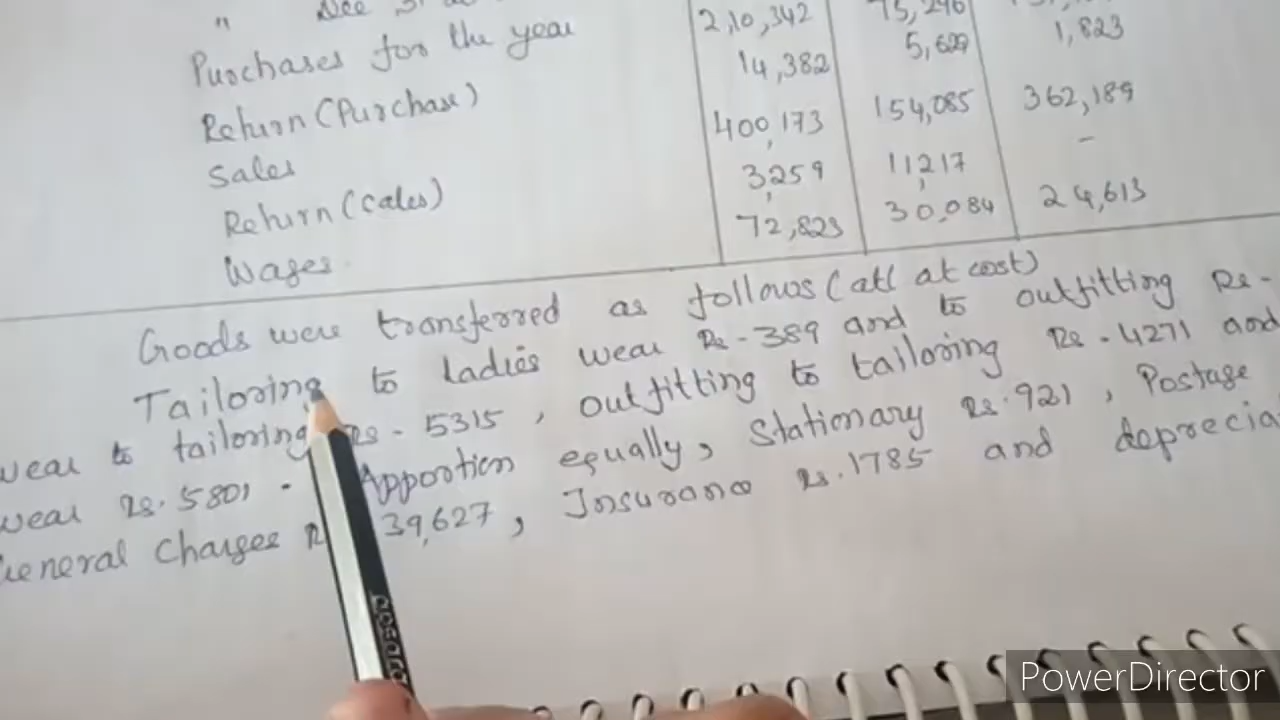 " Dec 31
Purchases for the year 2,10,342 75,296
Return (Purchase) 14,382 5,629 1,823
Sales 400,173 154,085 362,189
Return (Sales) 3,259 11,217 -
Wages 72,823 30,084 24,613
Goods were transferred as follows (all at cost)
Tailoring to Ladies wear Rs - 389 and to outfitting Rs -
wear to tailoring Rs - 5315 , outfitting to tailoring Rs - 4271 and
wear Rs. 5801 . Apportion equally, Stationary Rs. 921 , Postage
General Charges 39,627 , Insurance Rs. 1785 and deprecia
PowerDirector